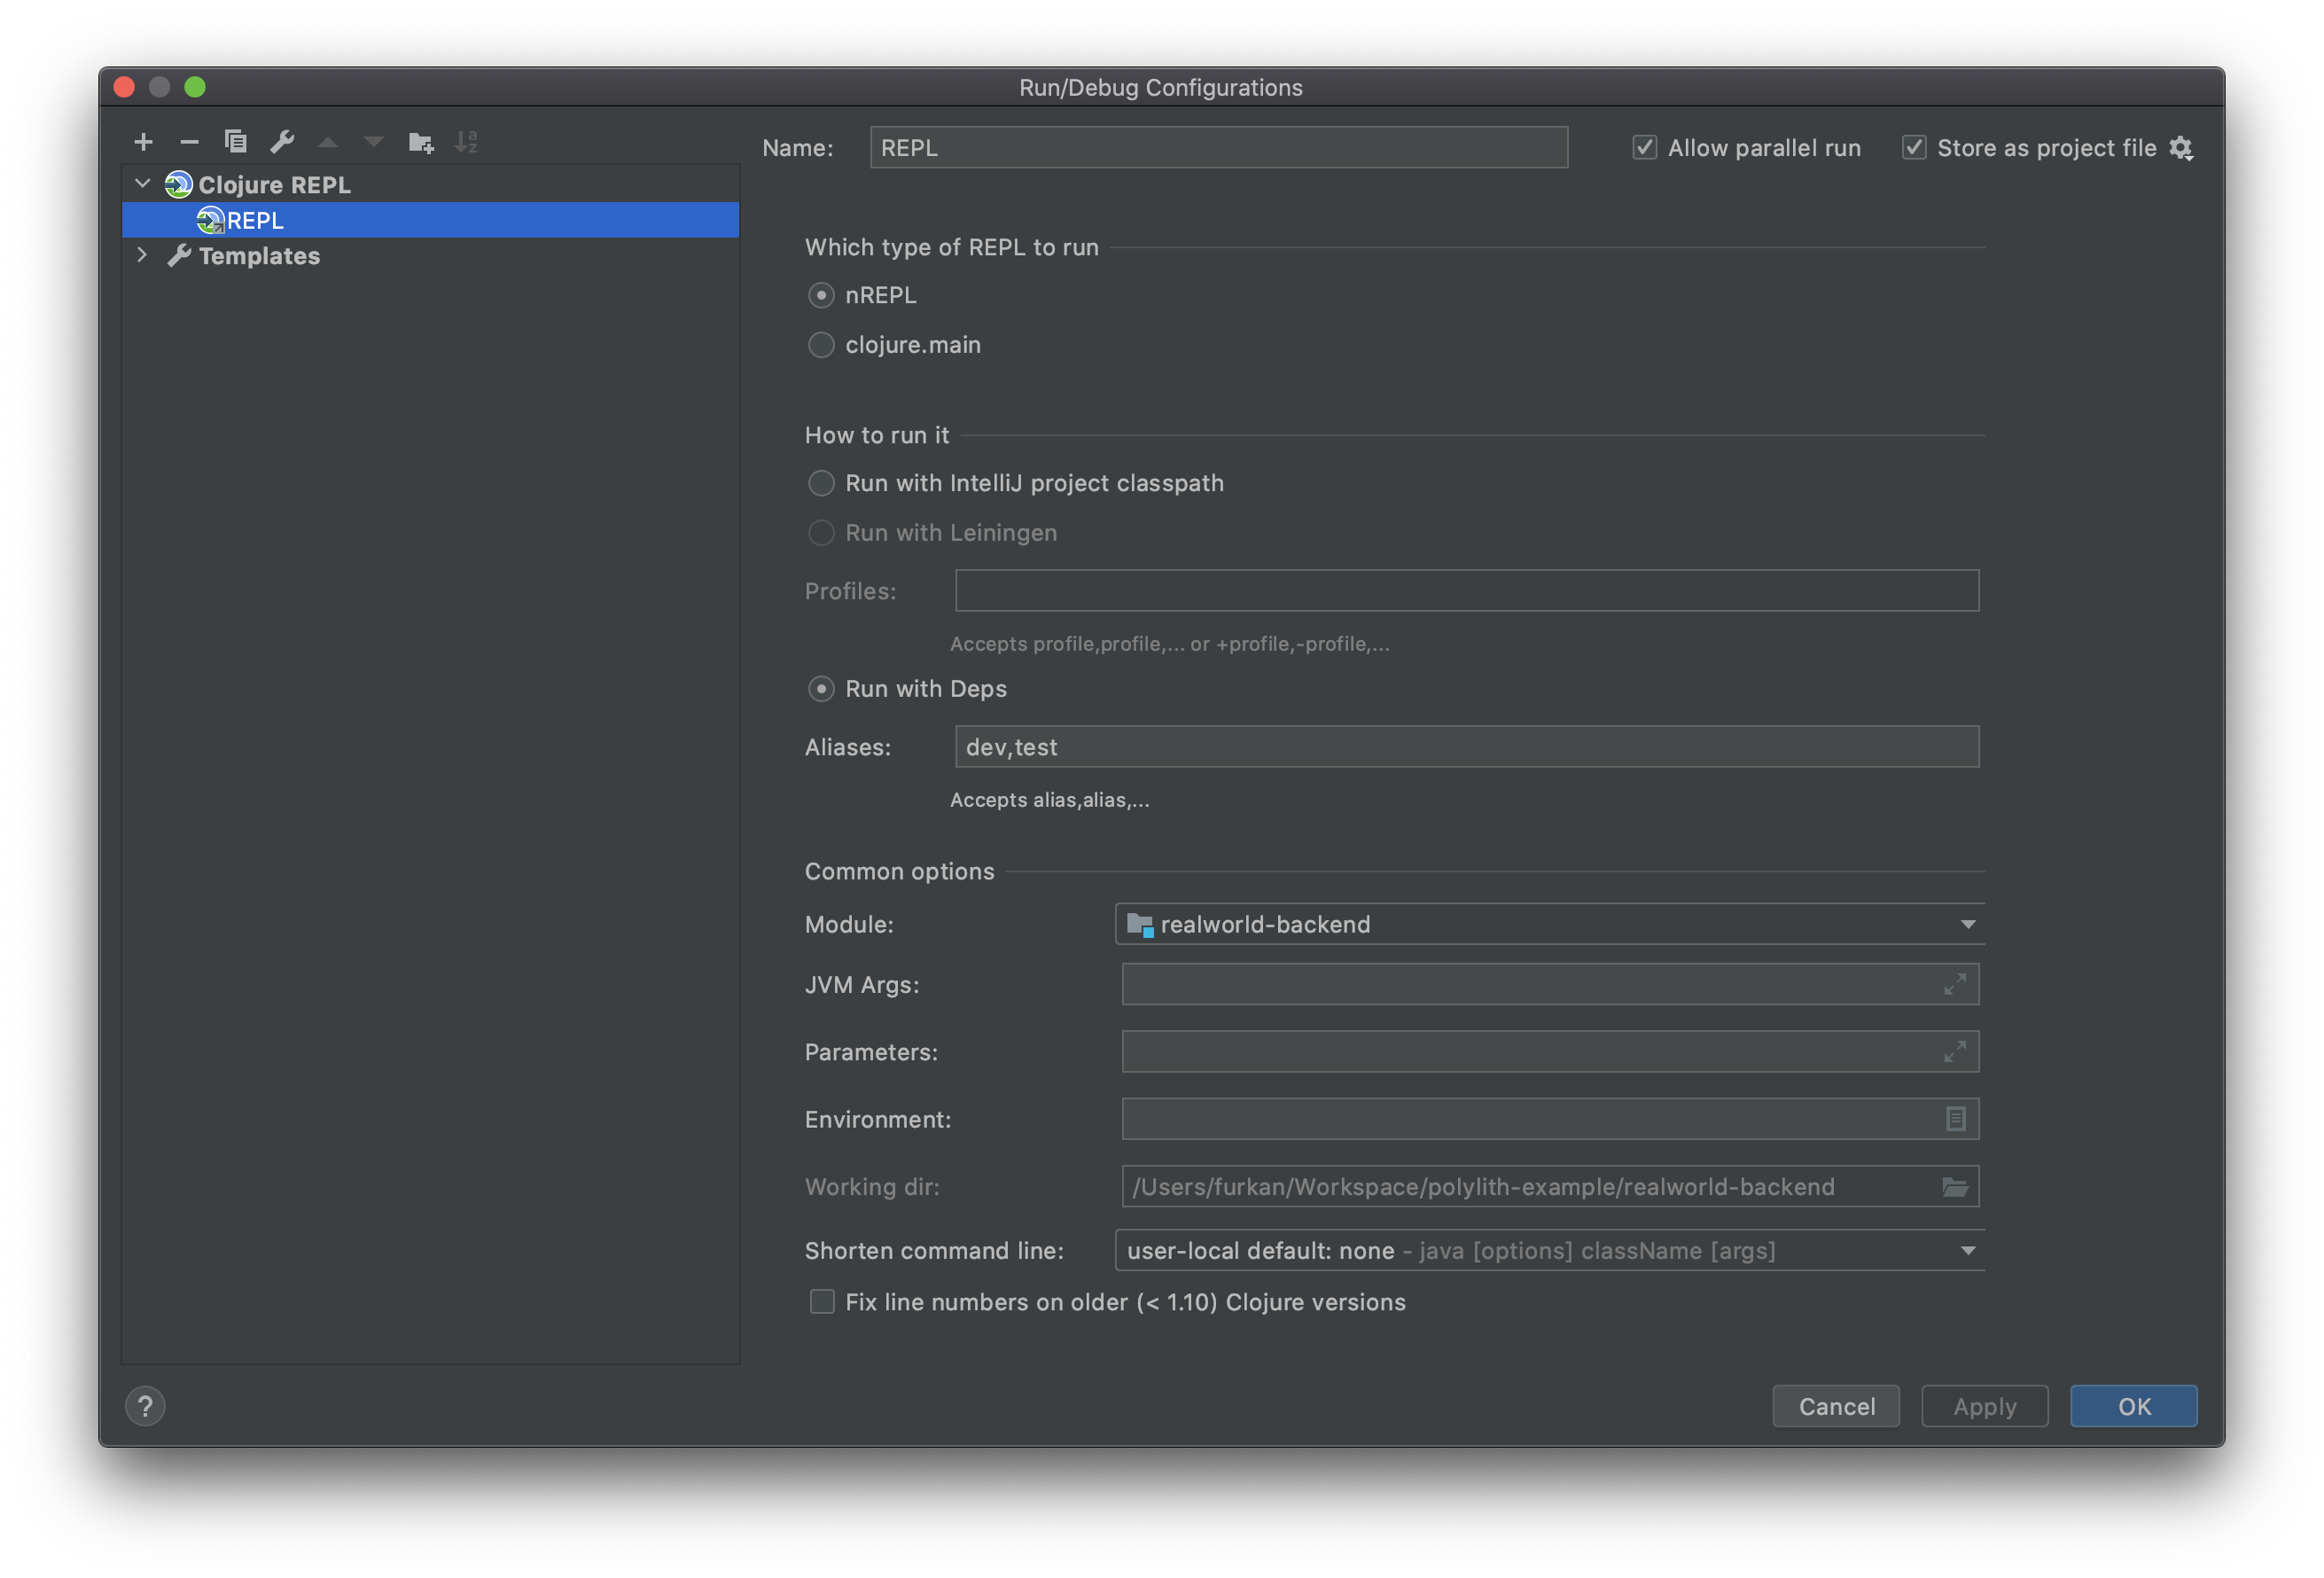 Run/Debug Configurations
Name: REPL Allow parallel run Store as project file
Clojure REPL
REPL
Templates
Which type of REPL to run
nREPL
clojure.main
How to run it
Run with IntelliJ project classpath
Run with Leiningen
Profiles:
Accepts profile,profile,... or +profile,-profile,...
Run with Deps
Aliases: dev,test
Accepts alias,alias,...
Common options
Module: realworld-backend
JVM Args:
Parameters:
Environment:
Working dir: /Users/furkan/Workspace/polylith-example/realworld-backend
Shorten command line: user-local default: none - java [options] className [args]
Fix line numbers on older (< 1.10) Clojure versions
? Cancel Apply OK